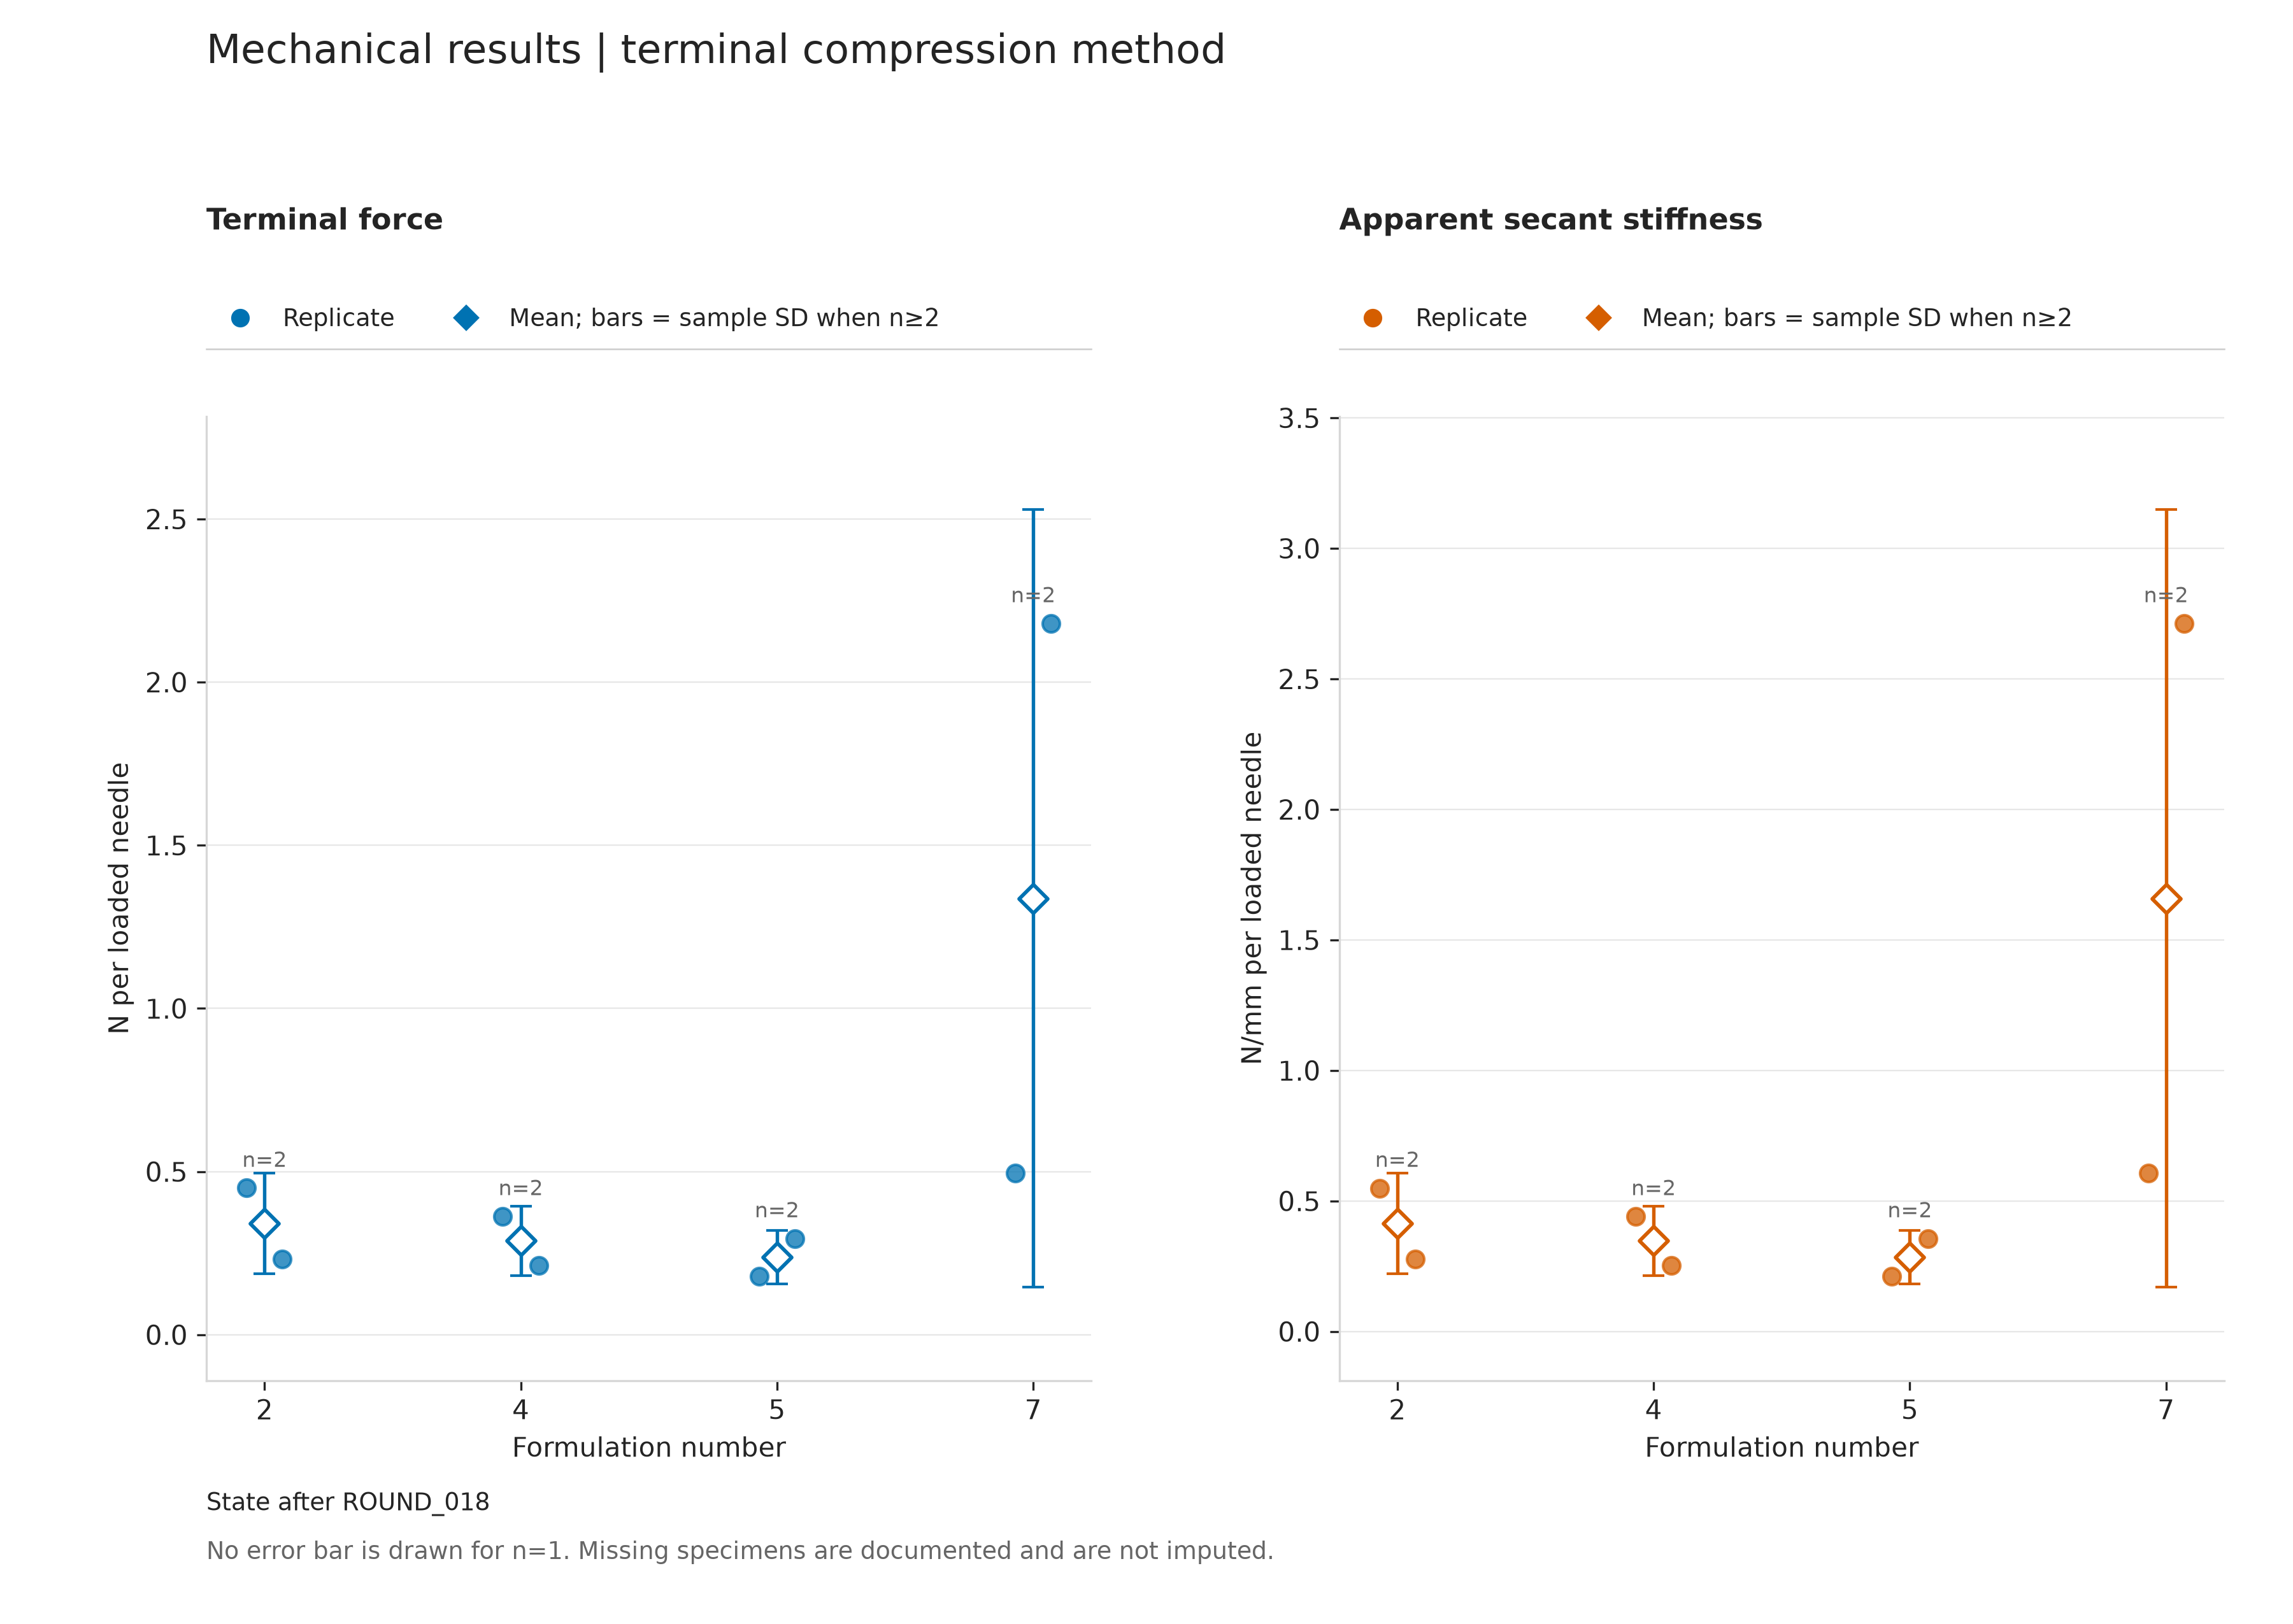 Mechanical results | terminal compression method
Terminal force
Replicate
Mean; bars = sample SD when n≥2
N per loaded needle
2.5
2.0
1.5
1.0
0.5
0.0
n=2
n=2
n=2
n=2
2
4
5
7
Formulation number
Apparent secant stiffness
Replicate
Mean; bars = sample SD when n≥2
N/mm per loaded needle
3.5
3.0
2.5
2.0
1.5
1.0
0.5
0.0
n=2
n=2
n=2
n=2
2
4
5
7
Formulation number
State after ROUND_018
No error bar is drawn for n=1. Missing specimens are documented and are not imputed.